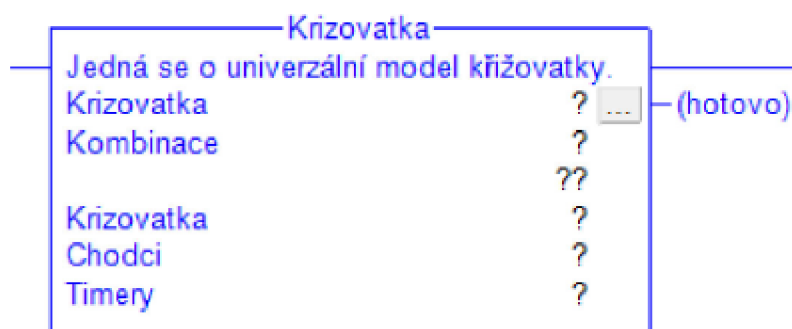 Krizovatka
Jedná se o univerzální model křižovatky.
Krizovatka ? ... (hotovo)
Kombinace ?
??
Krizovatka ?
Chodci ?
Timery ?